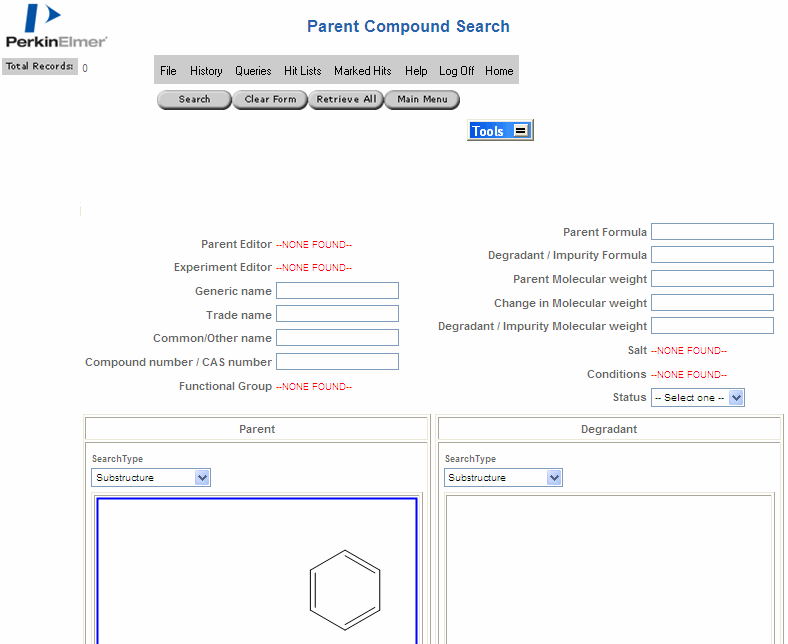 PerkinElmer
Parent Compound Search
Total Records: 0
File History Queries Hit Lists Marked Hits Help Log Off Home
Search Clear Form Retrieve All Main Menu
Tools
Parent Editor --NONE FOUND--
Experiment Editor --NONE FOUND--
Generic name
Trade name
Common/Other name
Compound number / CAS number
Functional Group --NONE FOUND--
Parent Formula
Degradant / Impurity Formula
Parent Molecular weight
Change in Molecular weight
Degradant / Impurity Molecular weight
Salt --NONE FOUND--
Conditions --NONE FOUND--
Status -- Select one --
Parent
SearchType
Substructure
Degradant
SearchType
Substructure